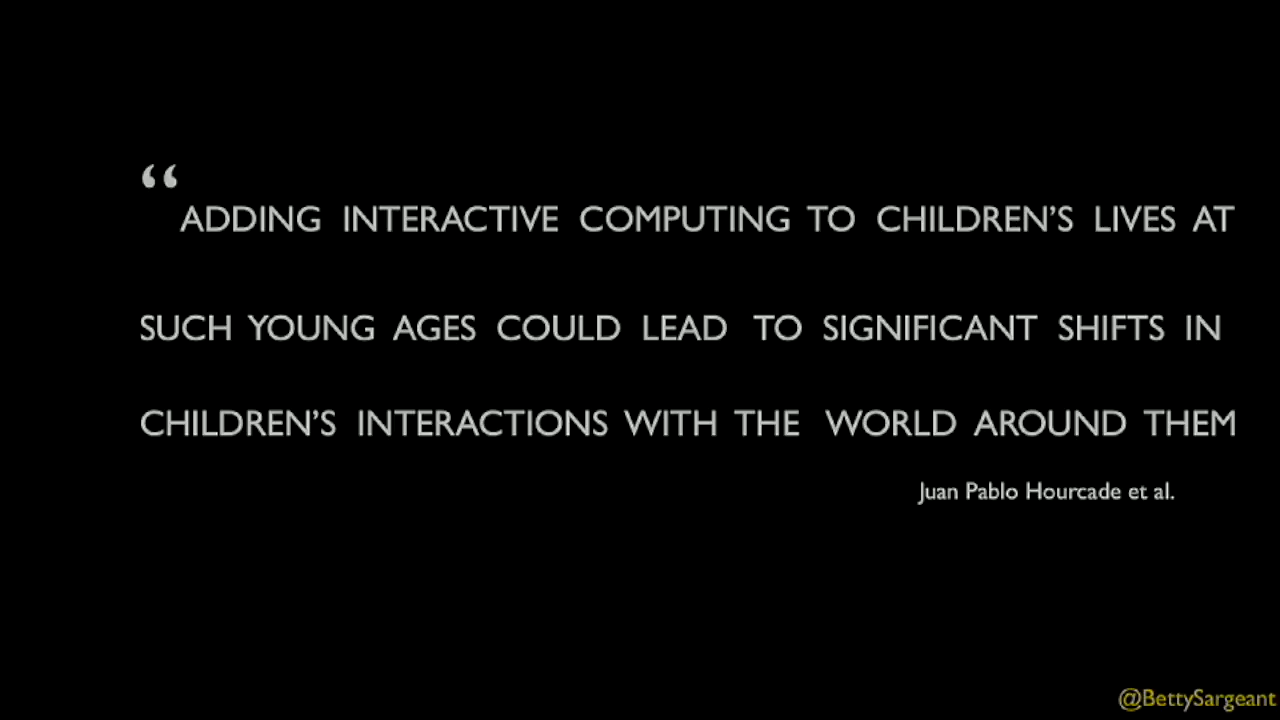 “ADDING INTERACTIVE COMPUTING TO CHILDREN’S LIVES AT
SUCH YOUNG AGES COULD LEAD TO SIGNIFICANT SHIFTS IN
CHILDREN’S INTERACTIONS WITH THE WORLD AROUND THEM
Juan Pablo Hourcade et al.
@BettySargeant